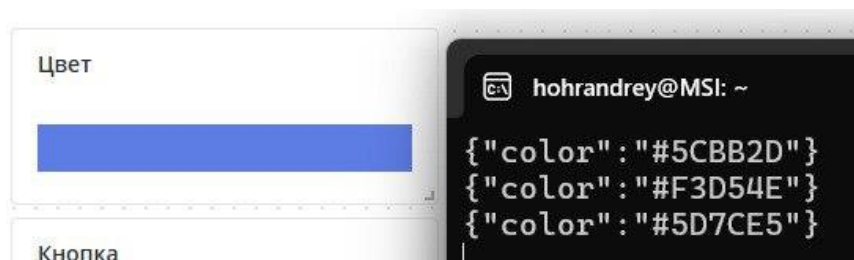 Цвет
Кнопка
hohrandrey@MSI: ~
{"color":"#5CBB2D"}
{"color":"#F3D54E"}
{"color":"#5D7CE5"}